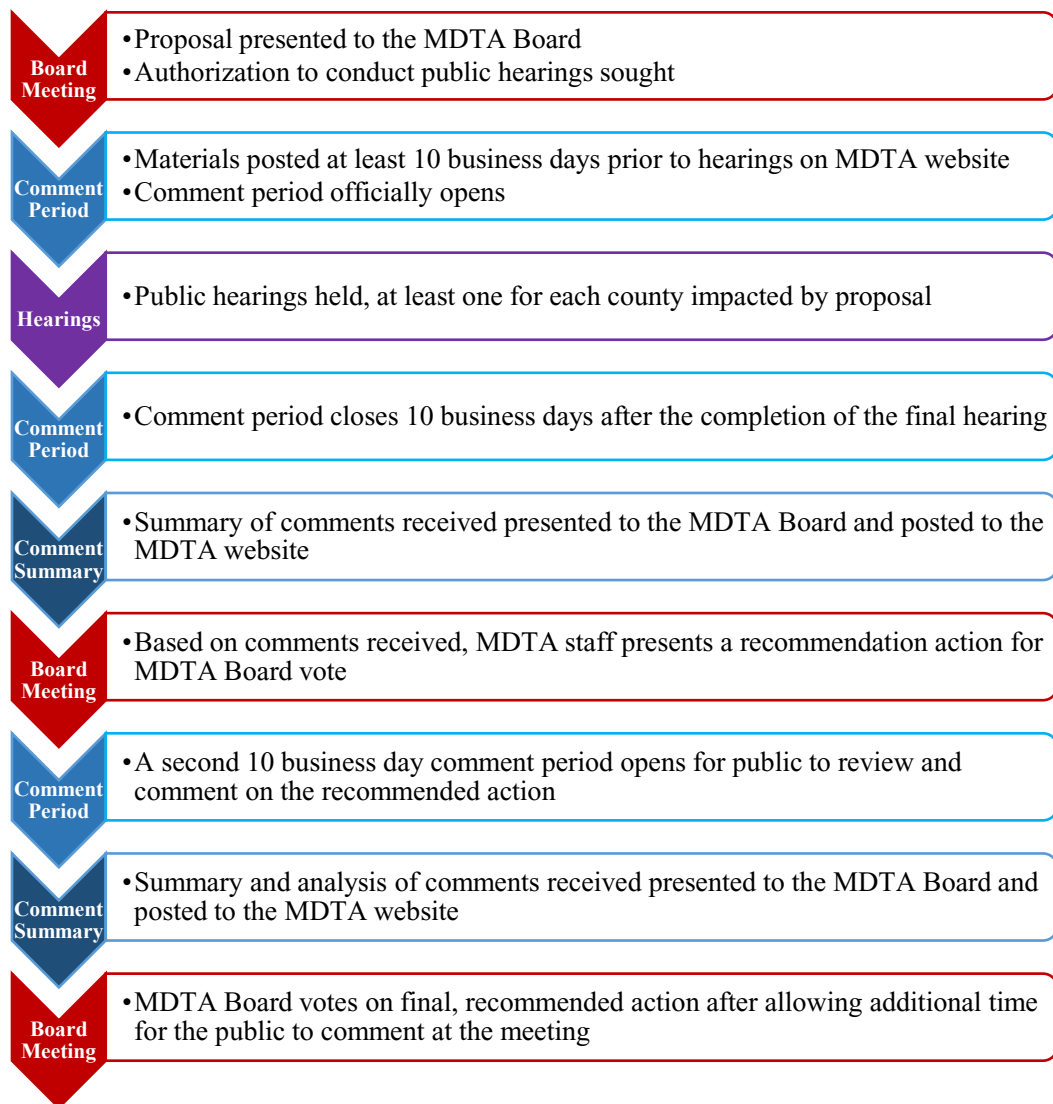 Board
Meeting
•Proposal presented to the MDTA Board
•Authorization to conduct public hearings sought
Comment
Period
•Materials posted at least 10 business days prior to hearings on MDTA website
•Comment period officially opens
Hearings
•Public hearings held, at least one for each county impacted by proposal
Comment
Period
•Comment period closes 10 business days after the completion of the final hearing
Comment
Summary
•Summary of comments received presented to the MDTA Board and posted to the
MDTA website
Board
Meeting
•Based on comments received, MDTA staff presents a recommendation action for
MDTA Board vote
Comment
Period
•A second 10 business day comment period opens for public to review and
comment on the recommended action
Comment
Summary
•Summary and analysis of comments received presented to the MDTA Board and
posted to the MDTA website
Board
Meeting
•MDTA Board votes on final, recommended action after allowing additional time
for the public to comment at the meeting